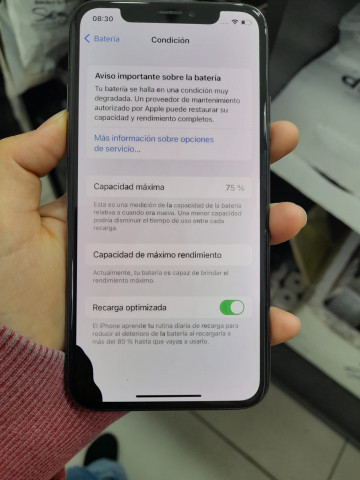 08:30
Batería
Condición
Aviso importante sobre la batería
Tu batería se halla en una condición muy
degradada. Un proveedor de mantenimiento
autorizado por Apple puede restaurar su
capacidad y rendimiento completos.
Más información sobre opciones
de servicio...
Capacidad máxima 75 %
Esta es una medición de la capacidad de la batería
relativa a cuando era nueva. Una menor capacidad
podría disminuir el tiempo de uso entre cada
recarga.
Capacidad de máximo rendimiento
Actualmente, tu batería es capaz de brindar el
rendimiento máximo.
Recarga optimizada
El iPhone aprende tu rutina diaria de recarga para
reducir el deterioro de la batería al recargarla a
más del 80 % hasta que vayas a usarlo.